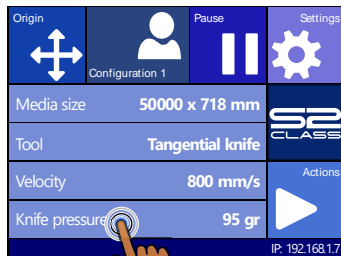 Origin
Configuration 1
Pause
Settings
Media size 50000 x 718 mm
Tool Tangential knife
Velocity 800 mm/s
Knife pressure 95 gr
S2
CLASS
Actions
IP: 192.168.1.7